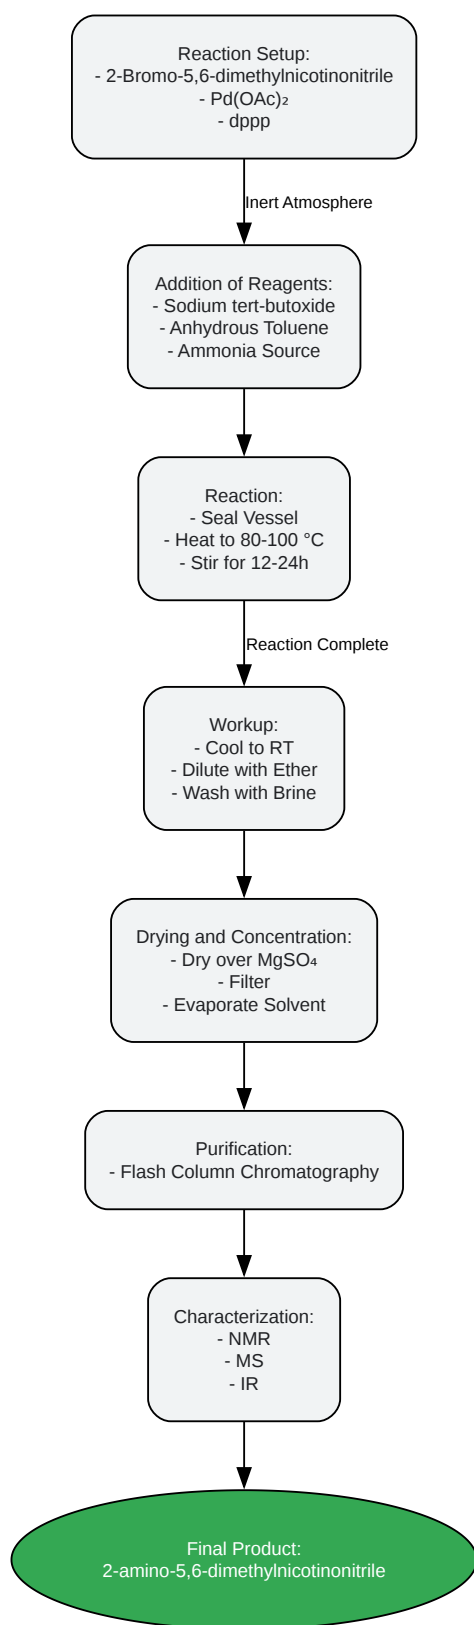 Reaction Setup:
- 2-Bromo-5,6-dimethylnicotinonitrile
- Pd(OAc)₂
- dppp
Inert Atmosphere
Addition of Reagents:
- Sodium tert-butoxide
- Anhydrous Toluene
- Ammonia Source
Reaction:
- Seal Vessel
- Heat to 80-100 °C
- Stir for 12-24h
Reaction Complete
Workup:
- Cool to RT
- Dilute with Ether
- Wash with Brine
Drying and Concentration:
- Dry over MgSO₄
- Filter
- Evaporate Solvent
Purification:
- Flash Column Chromatography
Characterization:
- NMR
- MS
- IR
Final Product:
2-amino-5,6-dimethylnicotinonitrile